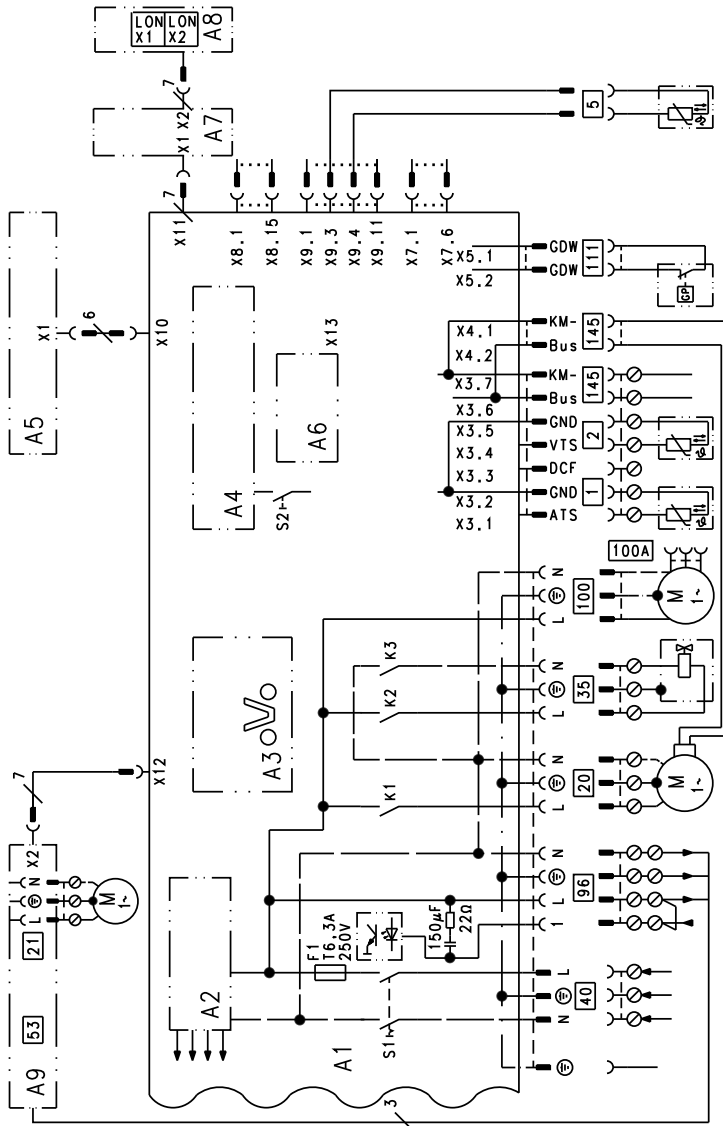 LON LON
X1 X2
A8
7
X1 X2
A7
7
X11
A5
X1
6
X10
X8.1
X8.15
X9.1
X9.3
X9.4
X9.11
X7.1
X7.6
5
ϑ
A4
S2
A6
X13
X5.1
X5.2
GDW
GDW
111
GP
X4.1
X4.2
KM-
Bus
145
X3.7
X3.6
KM-
Bus
145
X3.5
X3.4
X3.3
X3.2
X3.1
GND
VTS
DCF
GND
ATS
2
1
ϑ
ϑ
100A
A3
X12
K3
K2
K1
N
L
100
M
1~
N
L
35
N
L
20
M
1~
N
L
1
96
L
N
40
7
X2
N
L
M
1~
21
53
A9
A2
F1
T6,3A
250V
150µF
22Ω
S1
A1
3